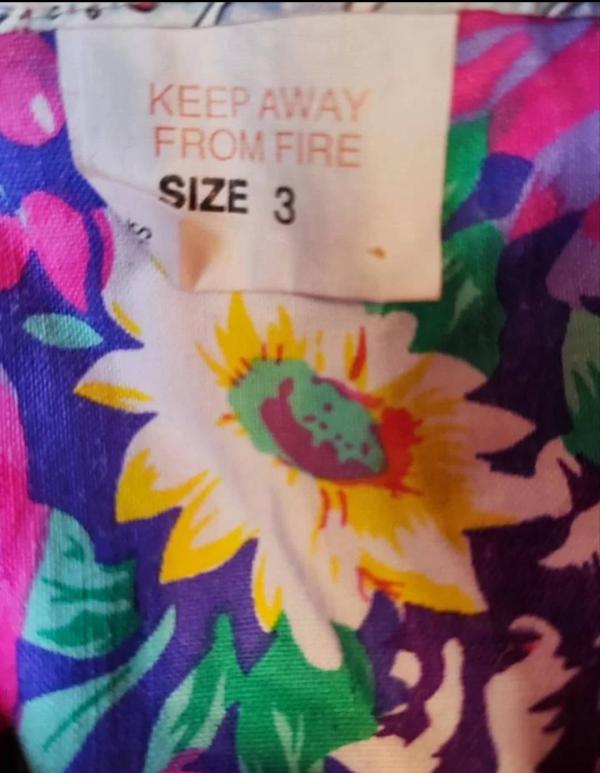 KEEP AWAY
FROM FIRE
SIZE 3
S